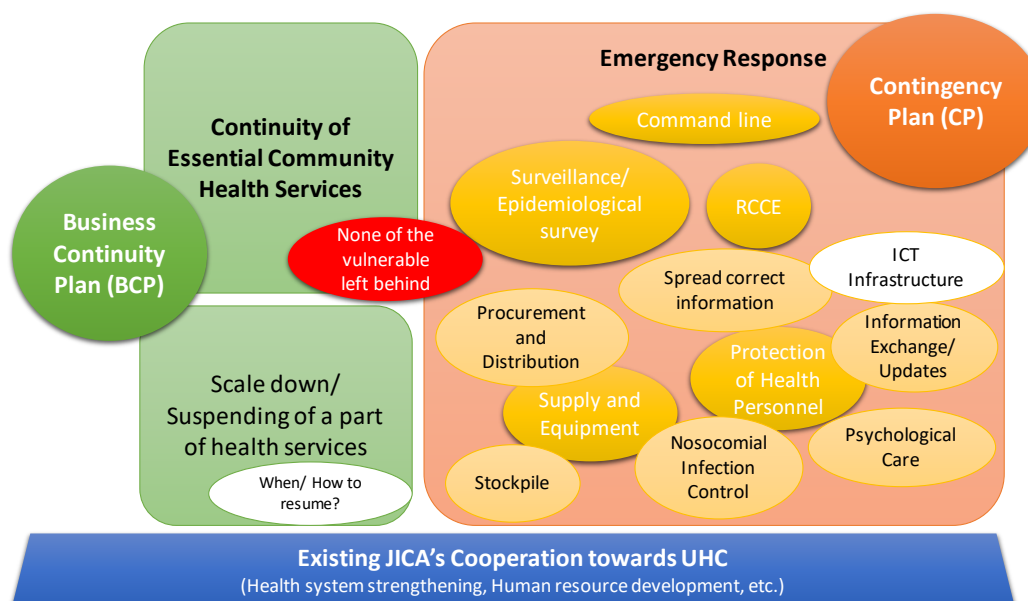 Emergency Response
Contingency
Plan (CP)
Command line
Continuity of
Essential Community
Health Services
Surveillance/
Epidemiological
survey
RCCE
Business
Continuity
Plan (BCP)
None of the
vulnerable
left behind
ICT
Infrastructure
Spread correct
information
Procurement
and
Distribution
Information
Exchange/
Updates
Protection
of Health
Personnel
Scale down/
Suspending of a part
of health services
Supply and
Equipment
Psychological
Care
Nosocomial
Infection
Control
Stockpile
When/ How to
resume?
Existing JICA's Cooperation towards UHC
(Health system strengthening, Human resource development, etc.)